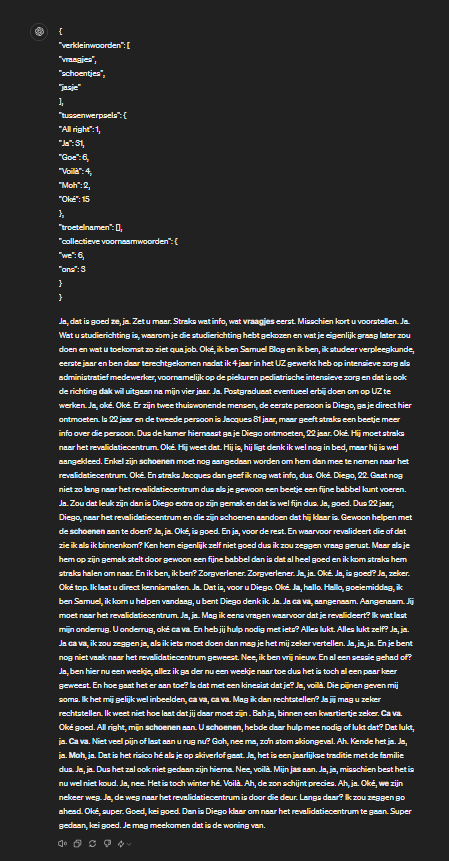 {
"verkleinwoorden": [
"vraagjes",
"schoentjes",
"jasje"
],
"tussenwerpsels": {
"All right": 1,
"Ja": 31,
"Goe": 6,
"Voilà": 4,
"Moh": 2,
"Oké": 15
},
"troetelnamen": [],
"collectieve voornaamwoorden": {
"we": 6,
"ons": 3
}
}
Ja, dat is goed ze, ja. Zet u maar. Straks wat info, wat vraagjes eerst. Misschien kort u voorstellen. Ja.
Wat u studierichting is, waarom je die studierichting hebt gekozen en wat je eigenlijk graag later zou
doen en wat u toekomst zo ziet qua job. Oké, ik ben Samuel Blog en ik ben, ik studeer verpleegkunde,
eerste jaar en ben daar terechtgekomen nadat ik 4 jaar in het UZ gewerkt heb op intensieve zorg als
administratief medewerker, voornamelijk op de piekuren pediatrische intensieve zorg en dat is ook
de richting dak wil uitgaan na mijn vier jaar. Ja. Postgraduaat eventueel erbij doen om op UZ te
werken. Ja, oké. Oké. Er zijn twee thuiswonende mensen, de eerste persoon is Diego, ga je direct hier
ontmoeten. Is 22 jaar en de tweede persoon is Jacques 81 jaar, maar geeft straks een beetje meer
info over die persoon. Dus de kamer hiernaast ga je Diego ontmoeten, 22 jaar. Oké. Hij moet straks
naar het revalidatiecentrum. Oké. Hij weet dat. Hij is, hij ligt denk ik wel nog in bed, maar hij is wel
aangekleed. Enkel zijn schoenen moet nog aangedaan worden om hem dan mee te nemen naar het
revalidatiecentrum. Oké. En straks Jacques dan geef ik nog wat info, dus. Oké. Diego, 22. Gaat nog
niet zo lang naar het revalidatiecentrum dus als je gewoon een beetje een fijne babbel kunt voeren.
Ja. Zou dat leuk zijn dan is Diego extra op zijn gemak en dat is wel fijn dus. Ja, goed. Dus 22 jaar,
Diego, naar het revalidatiecentrum en die zijn schoenen aandoen dat hij klaar is. Gewoon helpen met
de schoenen aan te doen? Ja, ja. Oké, is goed. En ja, voor de rest. En waarvoor revalideert die of dat
zie ik als ik binnenkom? Ken hem eigenlijk zelf niet goed dus ik zou zeggen vraag gerust. Maar als je
hem op zijn gemak stelt door gewoon een fijne babbel dan is dat al heel goed en ik kom straks hem
straks halen om naar. En ik ben, ik ben? Zorgverlener. Zorgverlener. Ja, ja. Oké. Ja, is goed? Ja, zeker.
Oké top. Ik laat u direct kennismaken. Ja. Dat is, voor u Diego. Oké. Ja, hallo. Hallo, goeiemiddag, ik
ben Samuel, ik kom u helpen vandaag, u bent Diego denk ik. Ja. Ja ca va, aangenaam. Aangenaam. Jij
moet naar het revalidatiecentrum. Ja, ja. Mag ik eens vragen waarvoor dat je revalideert? Ik wat last
mijn onderrug. U onderrug, oké ca va. En heb jij hulp nodig met iets? Alles lukt. Alles lukt zelf? Ja, ja.
Ja ca va, ik zou zeggen ja, als ik iets moet doen dan mag je het mij zeker vertellen. Ja, ja, ja. En je bent
nog niet vaak naar het revalidatiecentrum geweest. Nee, ik ben vrij nieuw. En al een sessie gehad of?
Ja, ben hier nu een weekje, allez ik ga der nu een weekje naar toe dus het is toch al een paar keer
geweest. En hoe gaat het er aan toe? Is dat met een kinesist dat je? Ja, voilà. Die pijnen geven mij
soms. Ik het mij gelijk wel inbeelden, ca va, ca va. Mag ik dan rechtstellen? Ja jij mag u zeker
rechtstellen. Ik weet niet hoe laat dat jij daar moet zijn . Bah ja, binnen een kwartiertje zeker. Ca va.
Oké goed. All right, mijn schoenen aan. U schoenen, hebde daar hulp mee nodig of lukt dat? Dat lukt,
ja. Ca va. Niet veel pijn of last aan u rug nu? Goh, nee ma, zo'n stom skiongeval. Ah. Kende het ja. Ja,
ja. Moh, ja. Dat is het risico hé als je op skiverlof gaat. Ja, het is een jaarlijkse traditie met de familie
dus. Ja, ja. Dus het zal ook niet gedaan zijn hierna. Nee, voilà. Mijn jas aan. Ja, ja, misschien best het is
nu wel niet koud. Ja, nee. Het is toch winter hé. Voilà. Ah, de zon schijnt precies. Ah, ja. Oké, we zijn
nekeer weg. Ja, de weg naar het revalidatiecentrum is door die deur. Langs daar? Ik zou zeggen go
ahead. Oké, super. Goed, kei goed. Dan is Diego klaar om naar het revalidatiecentrum te gaan. Super
gedaan, kei goed. Je mag meekomen dat is de woning van.